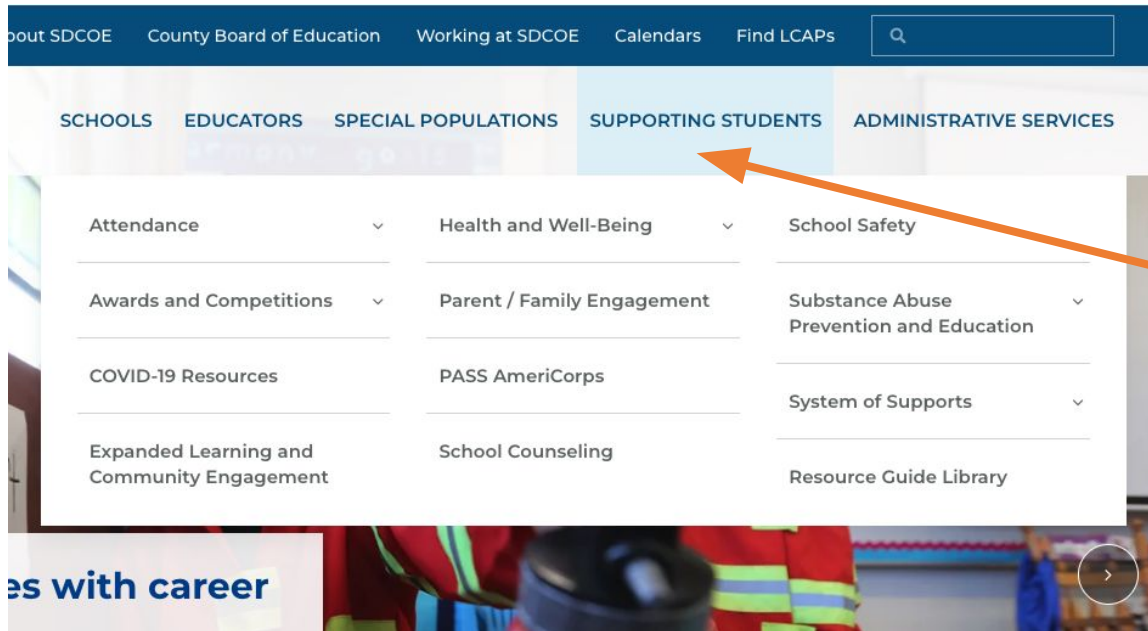 out SDCOE County Board of Education Working at SDCOE Calendars Find LCAPs
SCHOOLS EDUCATORS SPECIAL POPULATIONS SUPPORTING STUDENTS ADMINISTRATIVE SERVICES
Attendance
Awards and Competitions
COVID-19 Resources
Expanded Learning and
Community Engagement
Health and Well-Being
Parent / Family Engagement
PASS AmeriCorps
School Counseling
School Safety
Substance Abuse
Prevention and Education
System of Supports
Resource Guide Library
es with career